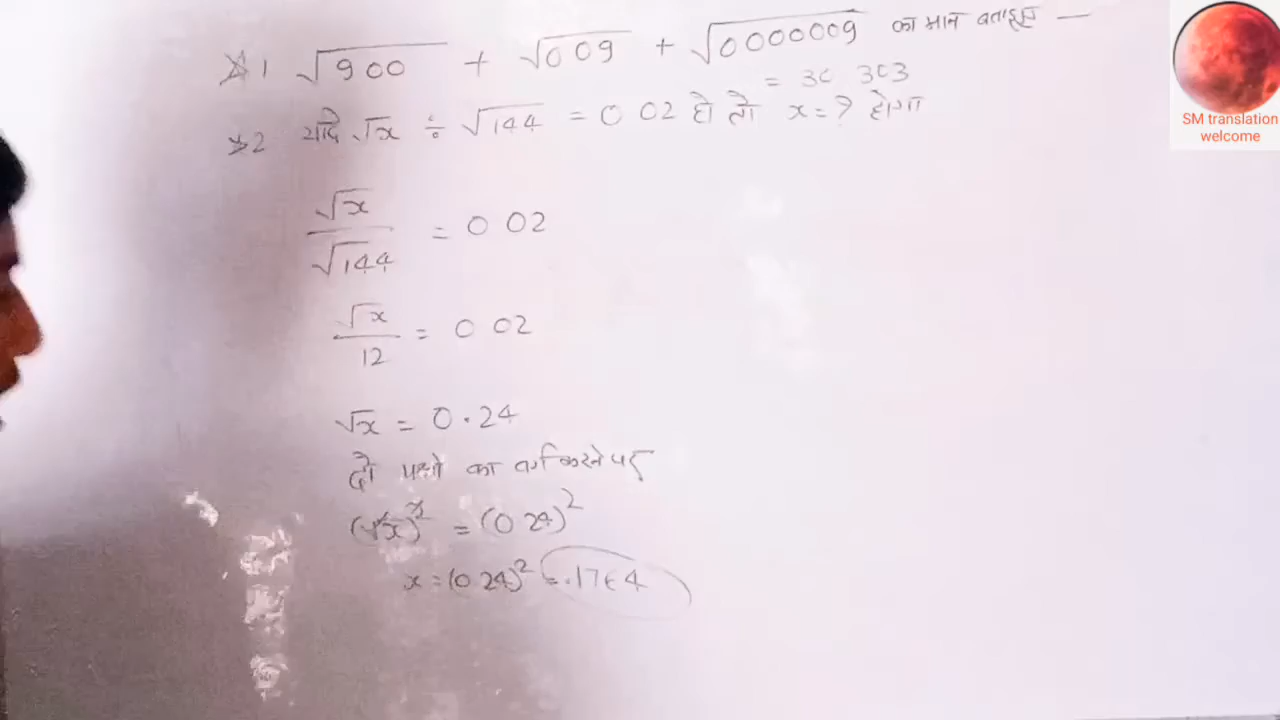 1 √900 + √0 09 + √0 000009 का मान बताइए —
= 30 303
2 यदि √x ÷ √144 = 0 02 हो तो x = ? होगा
√x / √144 = 0 02
√x / 12 = 0 02
√x = 0.24
दो पक्षो का वर्ग करने पर
(√x)² = (0 24)²
x = (0 24)² = .1764
SM translation
welcome